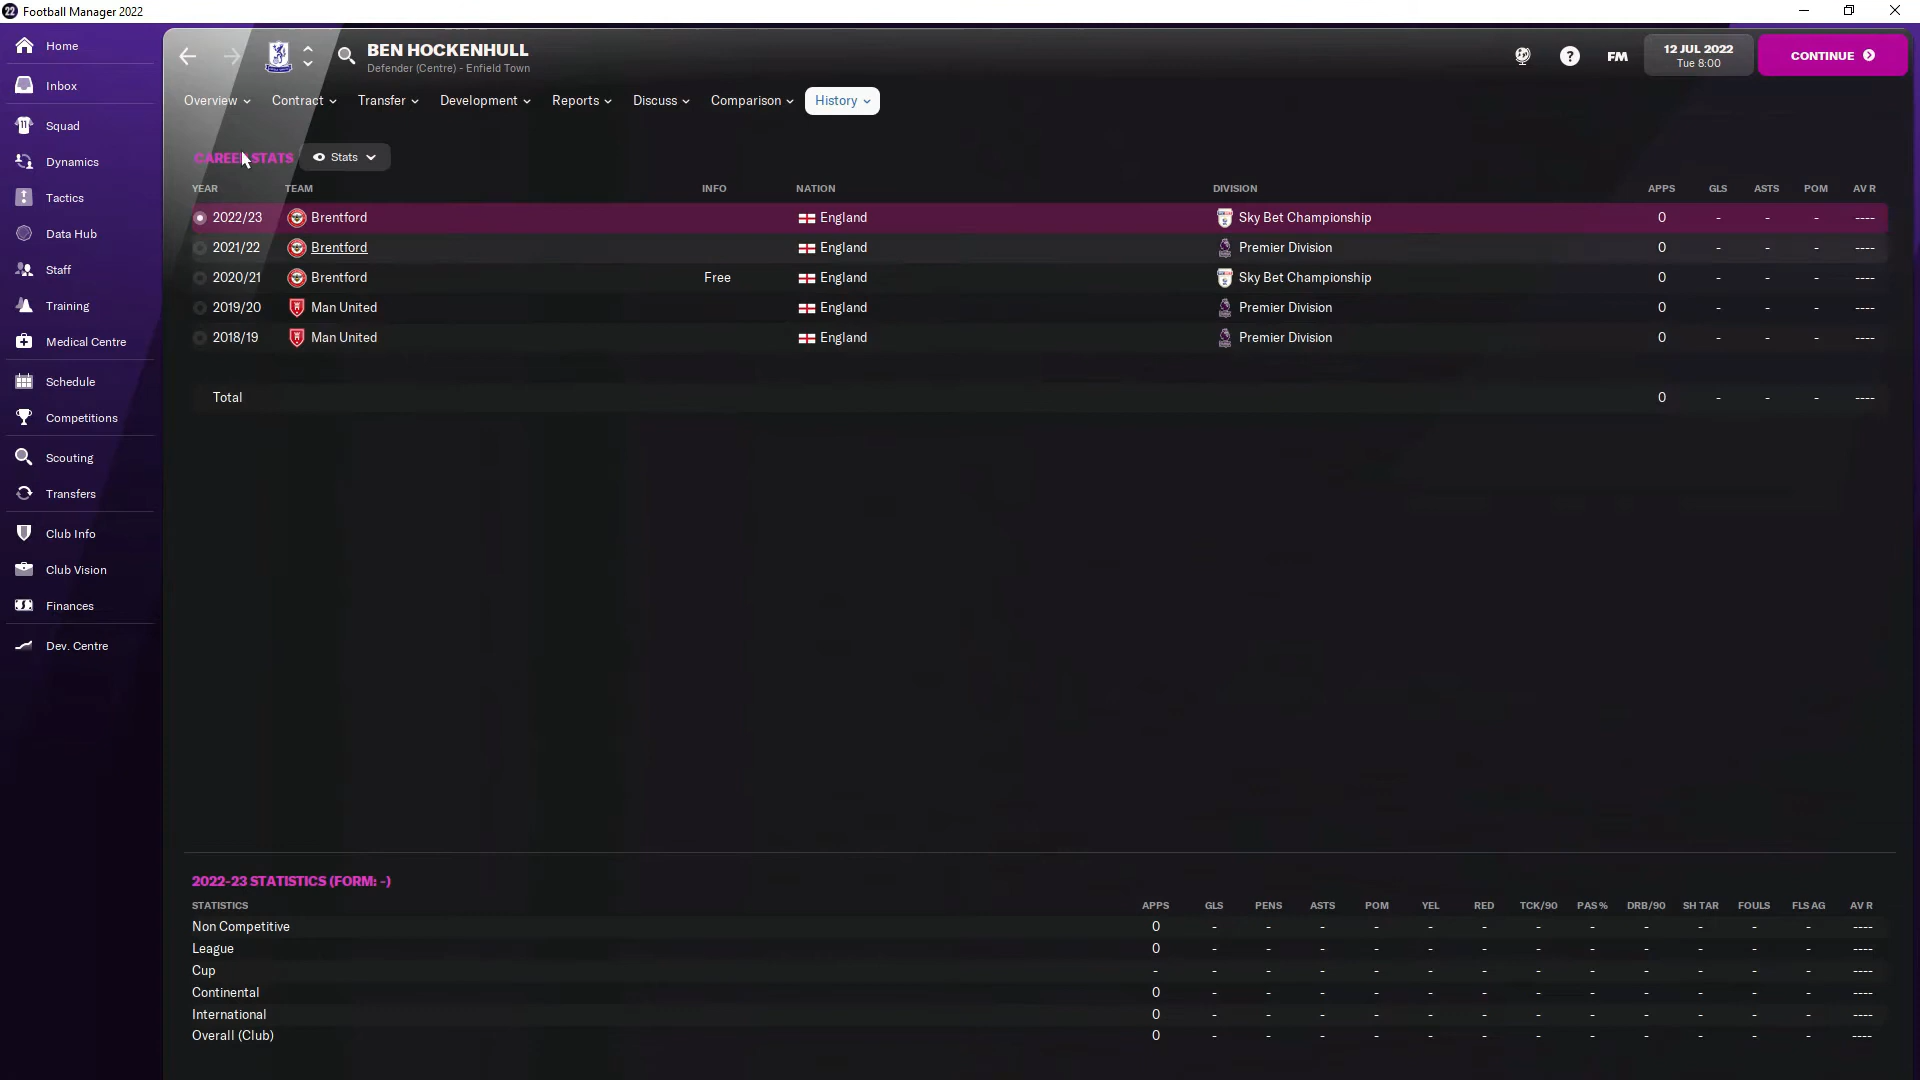 Football Manager 2022
Home
Inbox
Squad
Dynamics
Tactics
Data Hub
Staff
Training
Medical Centre
Schedule
Competitions
Scouting
Transfers
Club Info
Club Vision
Finances
Dev. Centre
BEN HOCKENHULL
Defender (Centre) - Enfield Town
FM
12 JUL 2022
Tue 8:00
CONTINUE
Overview Contract Transfer Development Reports Discuss Comparison History
CAREER STATS Stats
YEAR TEAM INFO NATION DIVISION APPS GLS ASTS POM AV R
2022/23 Brentford England Sky Bet Championship 0 - - - ----
2021/22 Brentford England Premier Division 0 - - - ----
2020/21 Brentford Free England Sky Bet Championship 0 - - - ----
2019/20 Man United England Premier Division 0 - - - ----
2018/19 Man United England Premier Division 0 - - - ----
Total 0 - - - ----
2022-23 STATISTICS (FORM: -)
STATISTICS APPS GLS PENS ASTS POM YEL RED TCK/90 PAS % DRB/90 SH TAR FOULS FLS AG AV R
Non Competitive 0 - - - - - - - - - - - - ----
League 0 - - - - - - - - - - - - ----
Cup - - - - - - - - - - - - - ----
Continental 0 - - - - - - - - - - - - ----
International 0 - - - - - - - - - - - - ----
Overall (Club) 0 - - - - - - - - - - - - ----